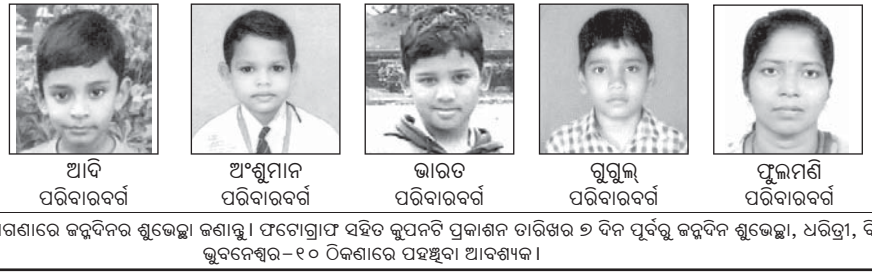 ଆଦି ଅଂଶୁମାନ ଭାରତ ଗୁଗୁଲ୍ ଫୁଲମଣି
ପରିବାରବର୍ଗ ପରିବାରବର୍ଗ ପରିବାରବର୍ଗ ପରିବାରବର୍ଗ ପରିବାରବର୍ଗ
ଜନ୍ମଦିନର ଶୁଭେଚ୍ଛା ଜଣାନ୍ତୁ। ଫଟୋଗ୍ରାଫ ସହିତ କୁପନଟି ପ୍ରକାଶନ ତାରିଖର ୭ ଦିନ ପୂର୍ବରୁ ଜନ୍ମଦିନ ଶୁଭେଚ୍ଛା, ଧରିତ୍ରୀ,
ଭୁବନେଶ୍ୱର-୧୦ ଠିକଣାରେ ପହଞ୍ଚିବା ଆବଶ୍ୟକ।